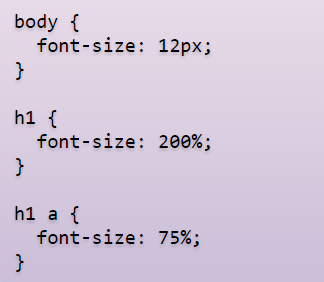 body {
  font-size: 12px;
}

h1 {
  font-size: 200%;
}

h1 a {
  font-size: 75%;
}